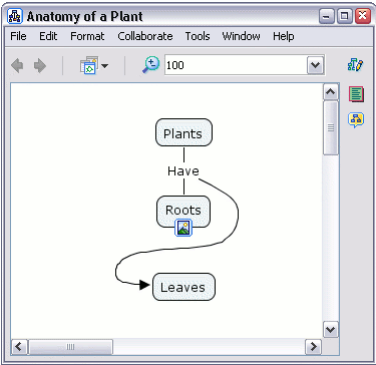 Anatomy of a Plant
File Edit Format Collaborate Tools Window Help
100
Plants
Have
Roots
Leaves